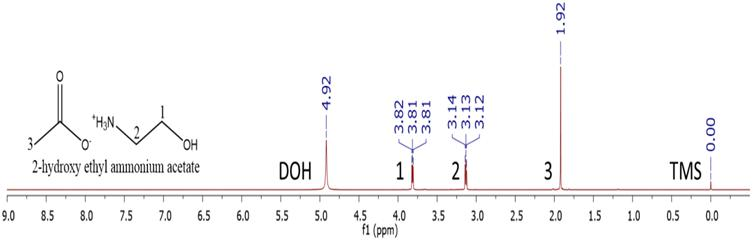 1.92
4.92
3.82
3.81
3.81
3.14
3.13
3.12
0.00
O
1
+H3N
3
O-
2
OH
2-hydroxy ethyl ammonium acetate
DOH
1
2
3
TMS
9.0 8.5 8.0 7.5 7.0 6.5 6.0 5.5 5.0 4.5 4.0 3.5 3.0 2.5 2.0 1.5 1.0 0.5 0.0
f1 (ppm)